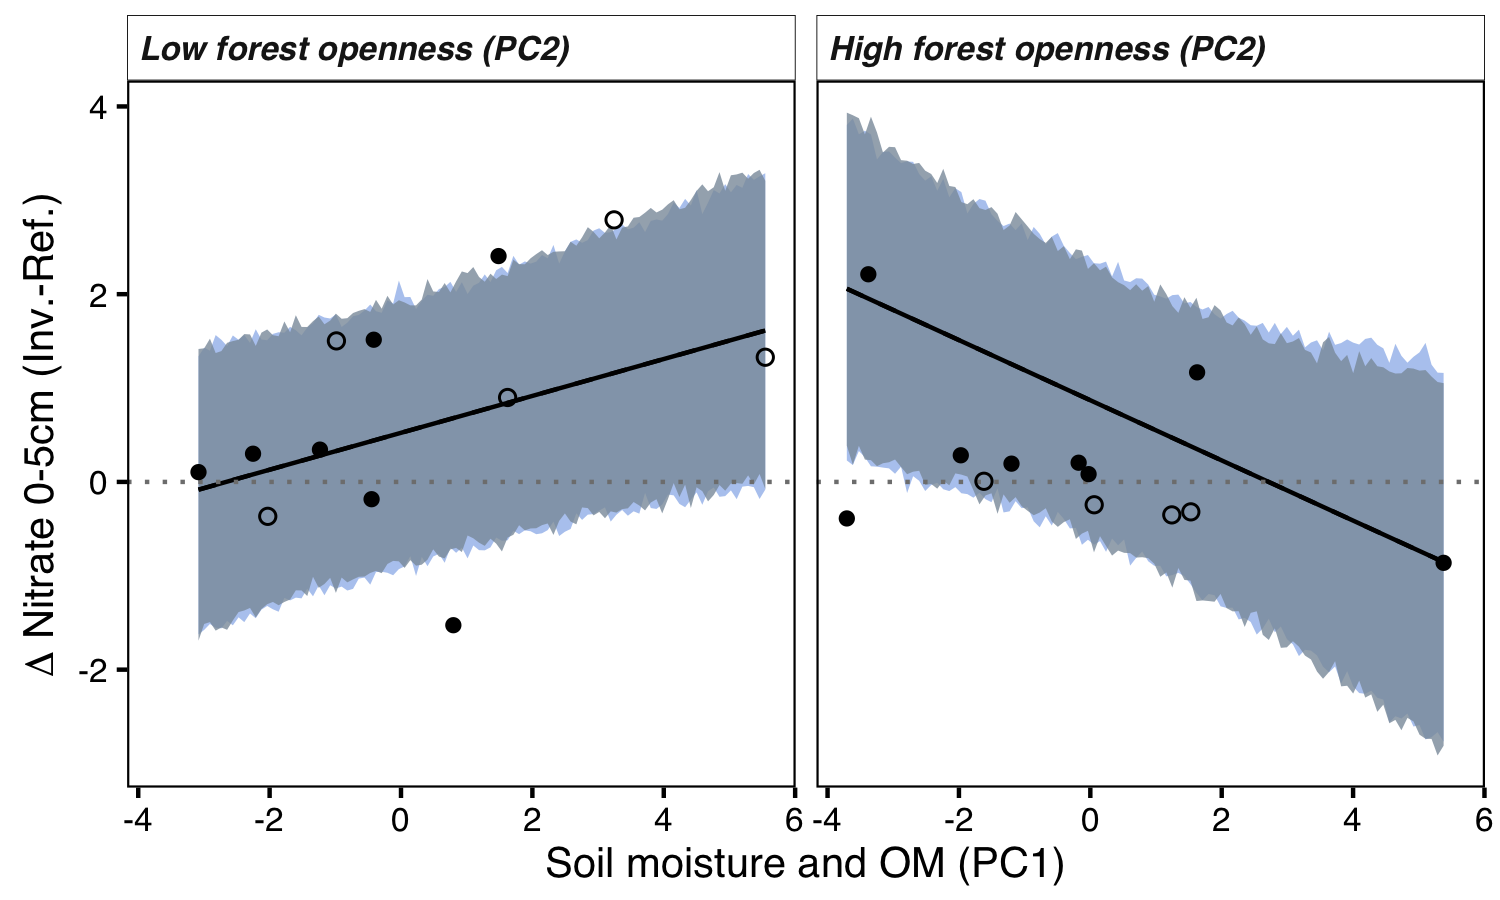 Low forest openness (PC2)
High forest openness (PC2)
4
2
0
-2
Δ Nitrate 0-5cm (Inv.-Ref.)
-4 -2 0 2 4 6
-4 -2 0 2 4 6
Soil moisture and OM (PC1)